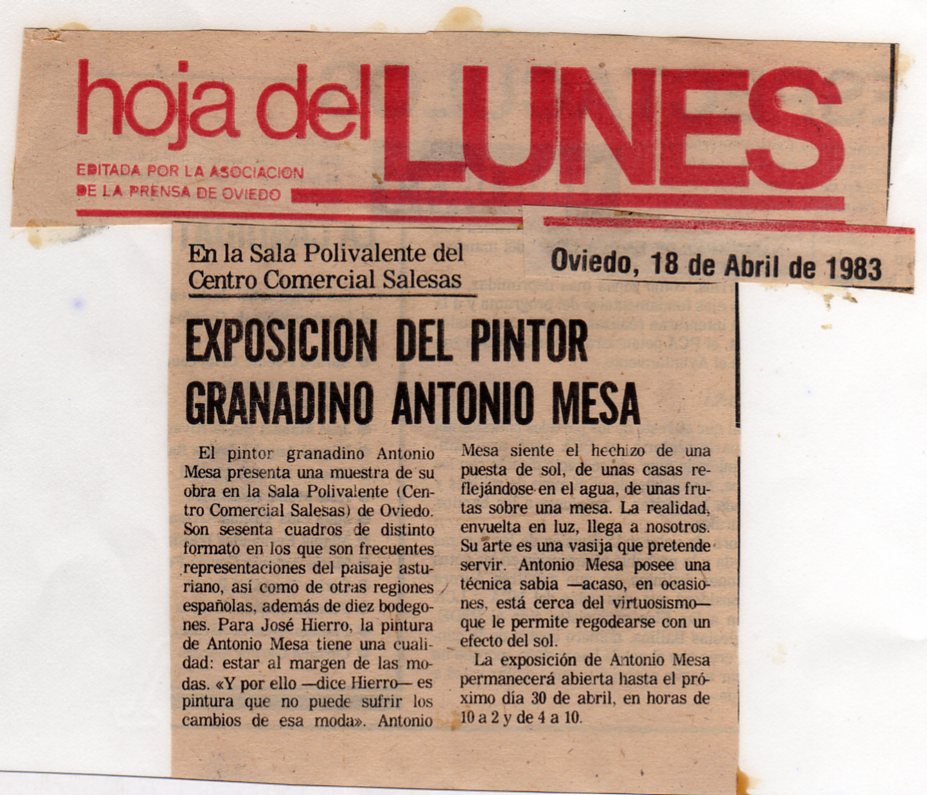 hoja del LUNES
EDITADA POR LA ASOCIACION
DE LA PRENSA DE OVIEDO
Oviedo, 18 de Abril de 1983
En la Sala Polivalente del
Centro Comercial Salesas
EXPOSICION DEL PINTOR
GRANADINO ANTONIO MESA
El pintor granadino Antonio
Mesa presenta una muestra de su
obra en la Sala Polivalente (Cen-
tro Comercial Salesas) de Oviedo.
Son sesenta cuadros de distinto
formato en los que son frecuentes
representaciones del paisaje astu-
riano, así como de otras regiones
españolas, además de diez bodego-
nes. Para José Hierro, la pintura
de Antonio Mesa tiene una cuali-
dad: estar al margen de las mo-
das. «Y por ello —dice Hierro— es
pintura que no puede sufrir los
cambios de esa moda». Antonio
Mesa siente el hechizo de una
puesta de sol, de unas casas re-
flejándose en el agua, de unas fru-
tas sobre una mesa. La realidad,
envuelta en luz, llega a nosotros.
Su arte es una vasija que pretende
servir. Antonio Mesa posee una
técnica sabia —acaso, en ocasio-
nes, está cerca del virtuosismo—
que le permite regodearse con un
efecto del sol.
La exposición de Antonio Mesa
permanecerá abierta hasta el pró-
ximo día 30 de abril, en horas de
10 a 2 y de 4 a 10.